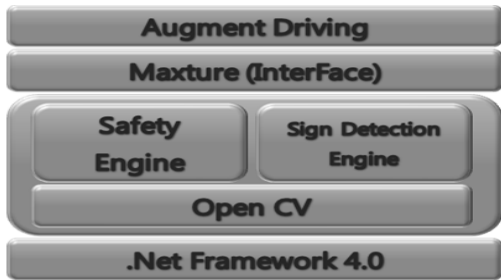 Augment Driving
Maxture (InterFace)
Safety
Engine
Sign Detection
Engine
Open CV
.Net Framework 4.0